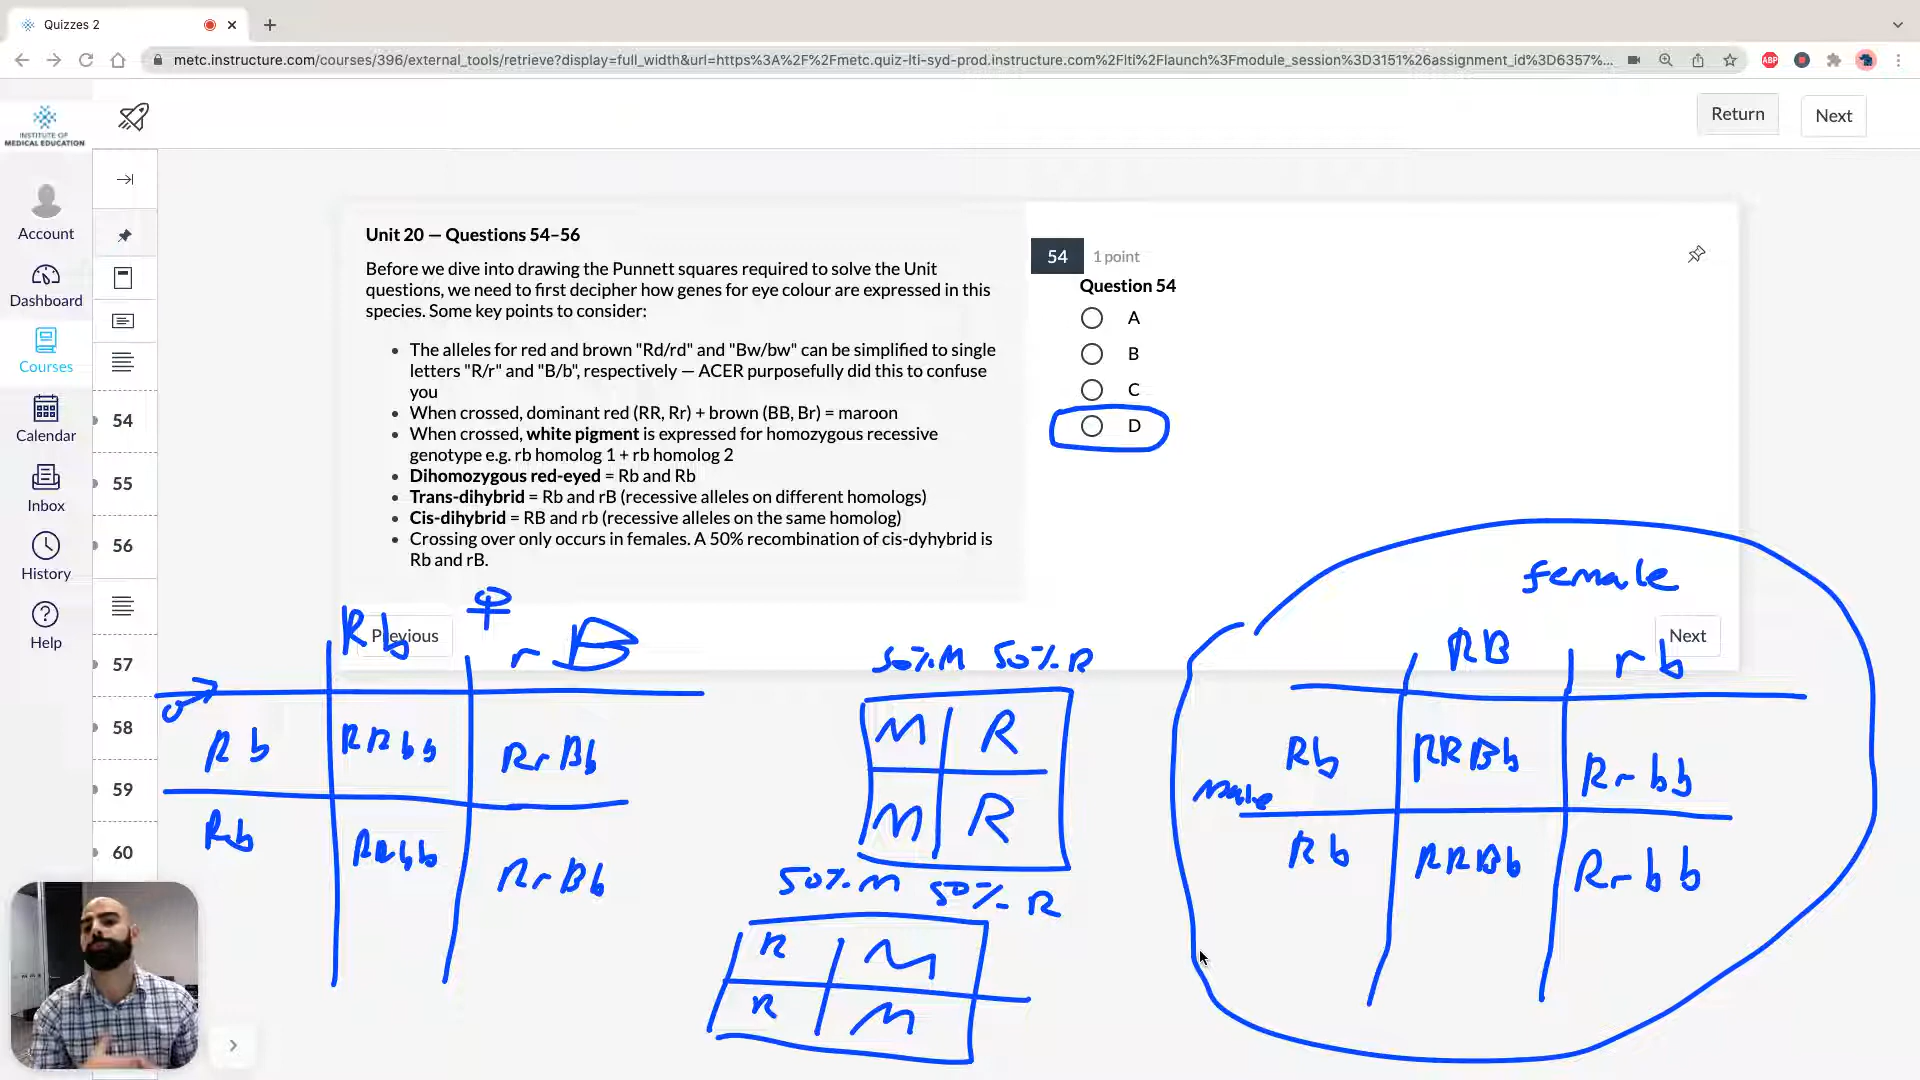 Quizzes 2
metc.instructure.com/courses/396/external_tools/retrieve?display=full_width&url=https%3A%2F%2Fmetc.quiz-lti-syd-prod.instructure.com%2Flti%2Flaunch%3Fmodule_session%3D3151%26assignment_id%3D6357%...
ABP
INSTITUTE OF
MEDICAL EDUCATION
Return
Next
Account
Dashboard
Courses
Calendar
Inbox
History
Help
54
55
56
57
58
59
60
Unit 20 — Questions 54–56
Before we dive into drawing the Punnett squares required to solve the Unit
questions, we need to first decipher how genes for eye colour are expressed in this
species. Some key points to consider:
• The alleles for red and brown "Rd/rd" and "Bw/bw" can be simplified to single
letters "R/r" and "B/b", respectively — ACER purposefully did this to confuse
you
• When crossed, dominant red (RR, Rr) + brown (BB, Br) = maroon
• When crossed, white pigment is expressed for homozygous recessive
genotype e.g. rb homolog 1 + rb homolog 2
• Dihomozygous red-eyed = Rb and Rb
• Trans-dihybrid = Rb and rB (recessive alleles on different homologs)
• Cis-dihybrid = RB and rb (recessive alleles on the same homolog)
• Crossing over only occurs in females. A 50% recombination of cis-dyhybrid is
Rb and rB.
54
1 point
Question 54
A
B
C
D
Previous
Next
♀
Rb r B
♂
Rb RRbb RrBb
Rb RRbb RrBb
50% M 50% R
M R
M R
50% M 50% R
R M
R M
female
RB rb
male
Rb RRBb Rrbb
Rb RRBb Rrbb